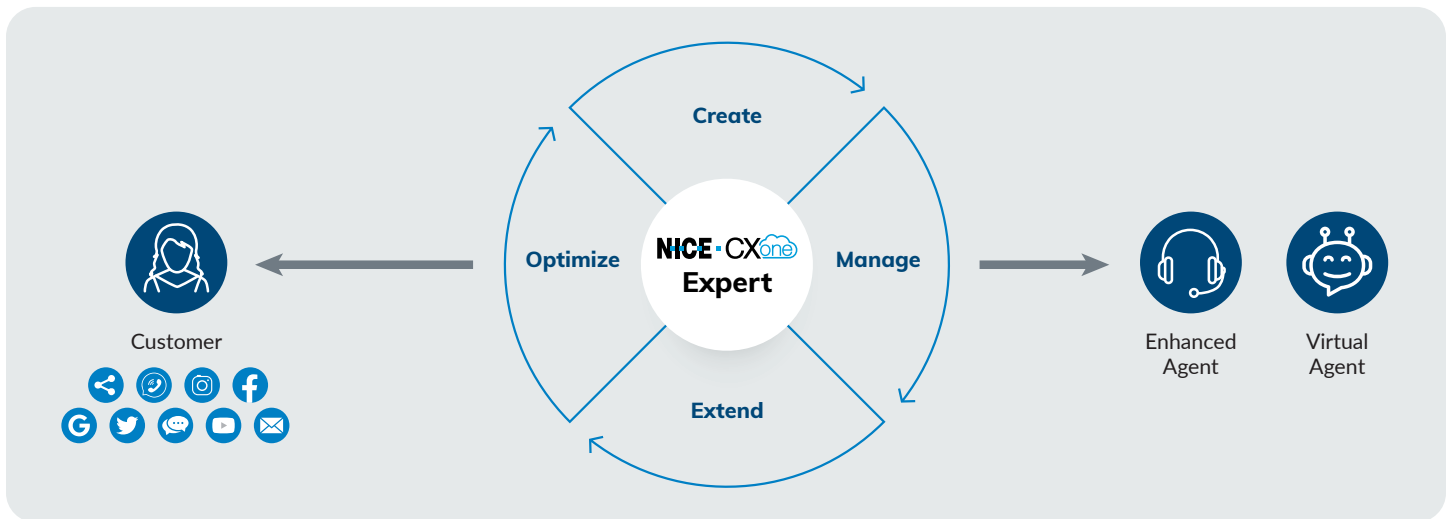 Create
Optimize
NICE CXone
Expert
Manage
Extend
Customer
Enhanced
Agent
Virtual
Agent